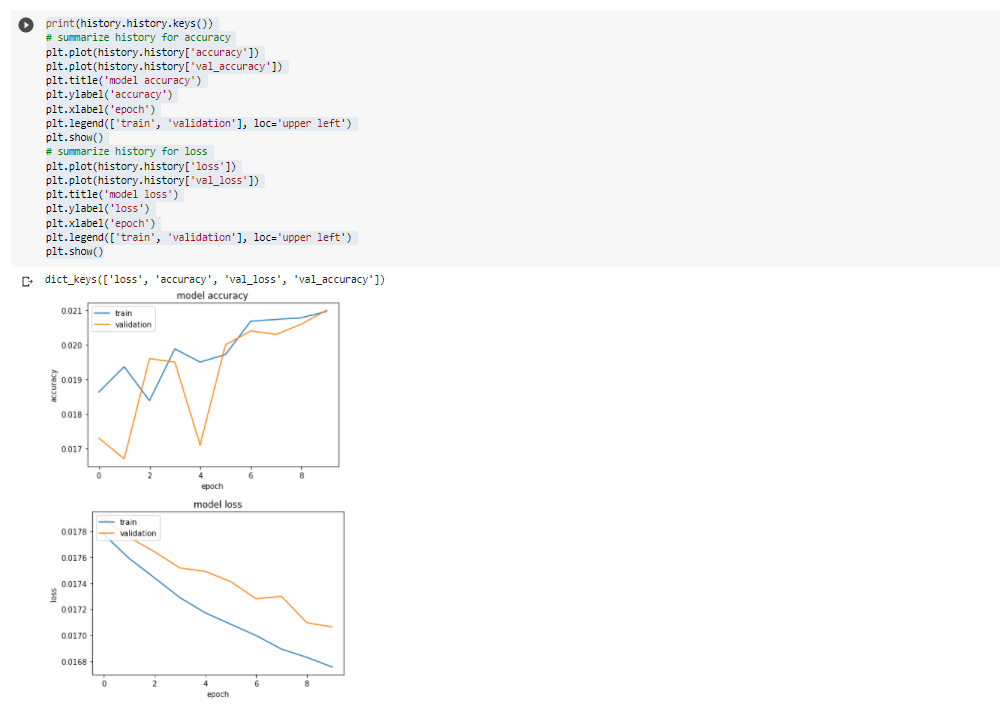 print(history.history.keys())
# summarize history for accuracy
plt.plot(history.history['accuracy'])
plt.plot(history.history['val_accuracy'])
plt.title('model accuracy')
plt.ylabel('accuracy')
plt.xlabel('epoch')
plt.legend(['train', 'validation'], loc='upper left')
plt.show()
# summarize history for loss
plt.plot(history.history['loss'])
plt.plot(history.history['val_loss'])
plt.title('model loss')
plt.ylabel('loss')
plt.xlabel('epoch')
plt.legend(['train', 'validation'], loc='upper left')
plt.show()
dict_keys(['loss', 'accuracy', 'val_loss', 'val_accuracy'])
model accuracy
train
validation
accuracy
0.021
0.020
0.019
0.018
0.017
0 2 4 6 8
epoch
model loss
train
validation
loss
0.0178
0.0176
0.0174
0.0172
0.0170
0.0168
0 2 4 6 8
epoch